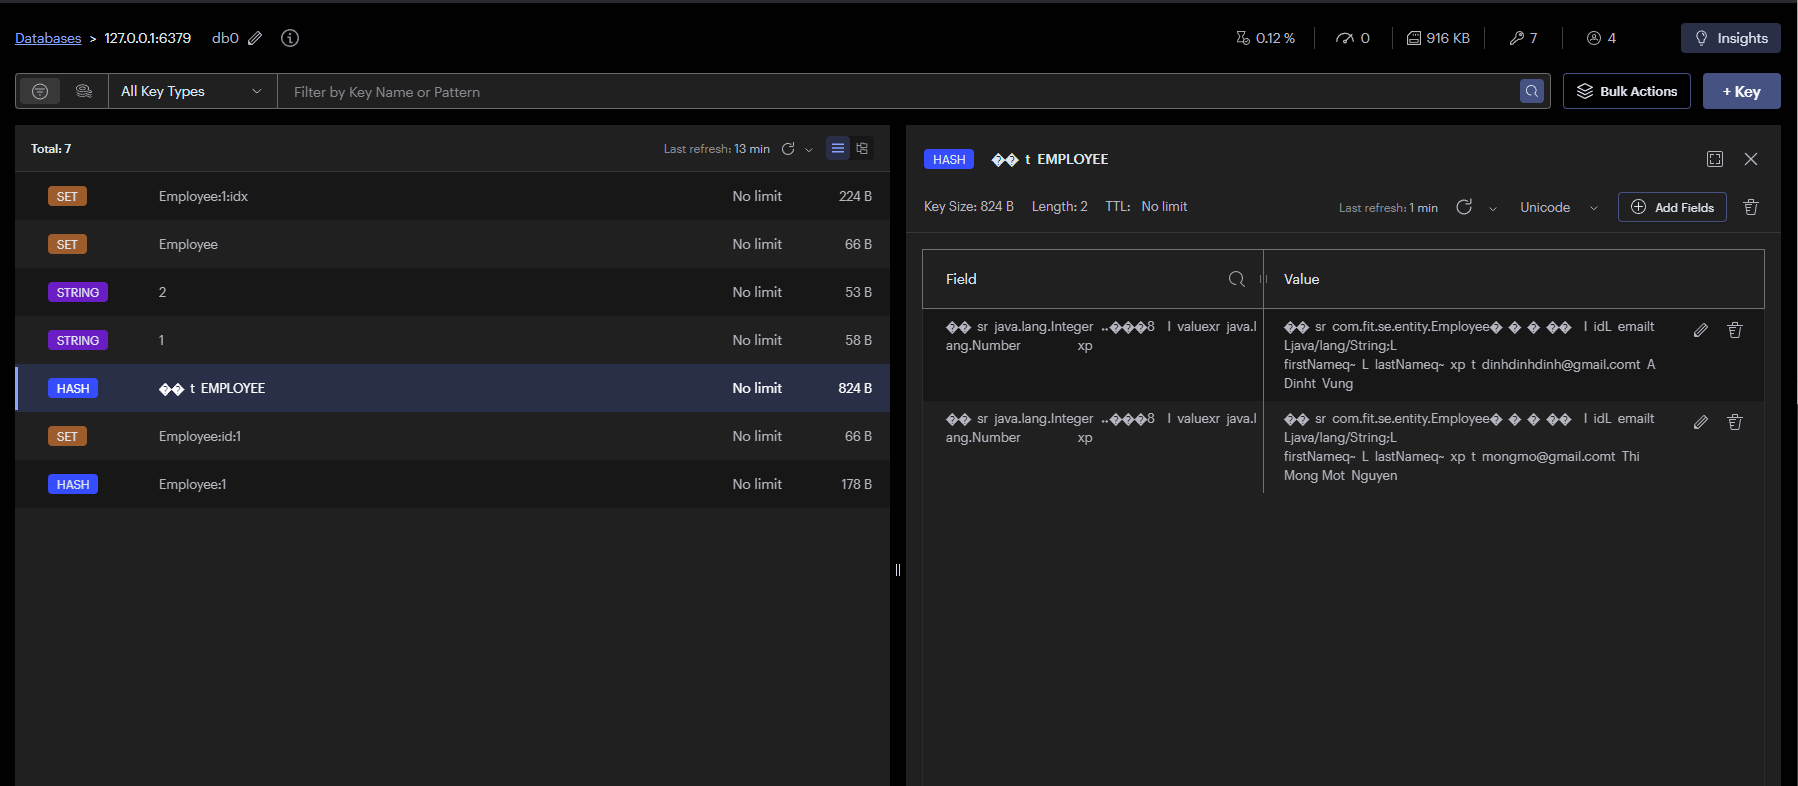 Databases > 127.0.0.1:6379 db0
0.12 % 0 916 KB 7 4 Insights
All Key Types Filter by Key Name or Pattern Bulk Actions + Key
Total: 7 Last refresh: 13 min
SET Employee:1:idx No limit 224 B
SET Employee No limit 66 B
STRING 2 No limit 53 B
STRING 1 No limit 58 B
HASH �� t EMPLOYEE No limit 824 B
SET Employee:id:1 No limit 66 B
HASH Employee:1 No limit 178 B
HASH �� t EMPLOYEE
Key Size: 824 B Length: 2 TTL: No limit Last refresh: 1 min Unicode Add Fields
Field Value
�� sr java.lang.Integer ..���8 I valuexr java.l
ang.Number xp
�� sr com.fit.se.entity.Employee� � � �� I idL emailt
Ljava/lang/String;L
firstNameq~ L lastNameq~ xp t dinhdinhdinh@gmail.comt A
Dinht Vung
�� sr java.lang.Integer ..���8 I valuexr java.l
ang.Number xp
�� sr com.fit.se.entity.Employee� � � �� I idL emailt
Ljava/lang/String;L
firstNameq~ L lastNameq~ xp t mongmo@gmail.comt Thi
Mong Mot Nguyen